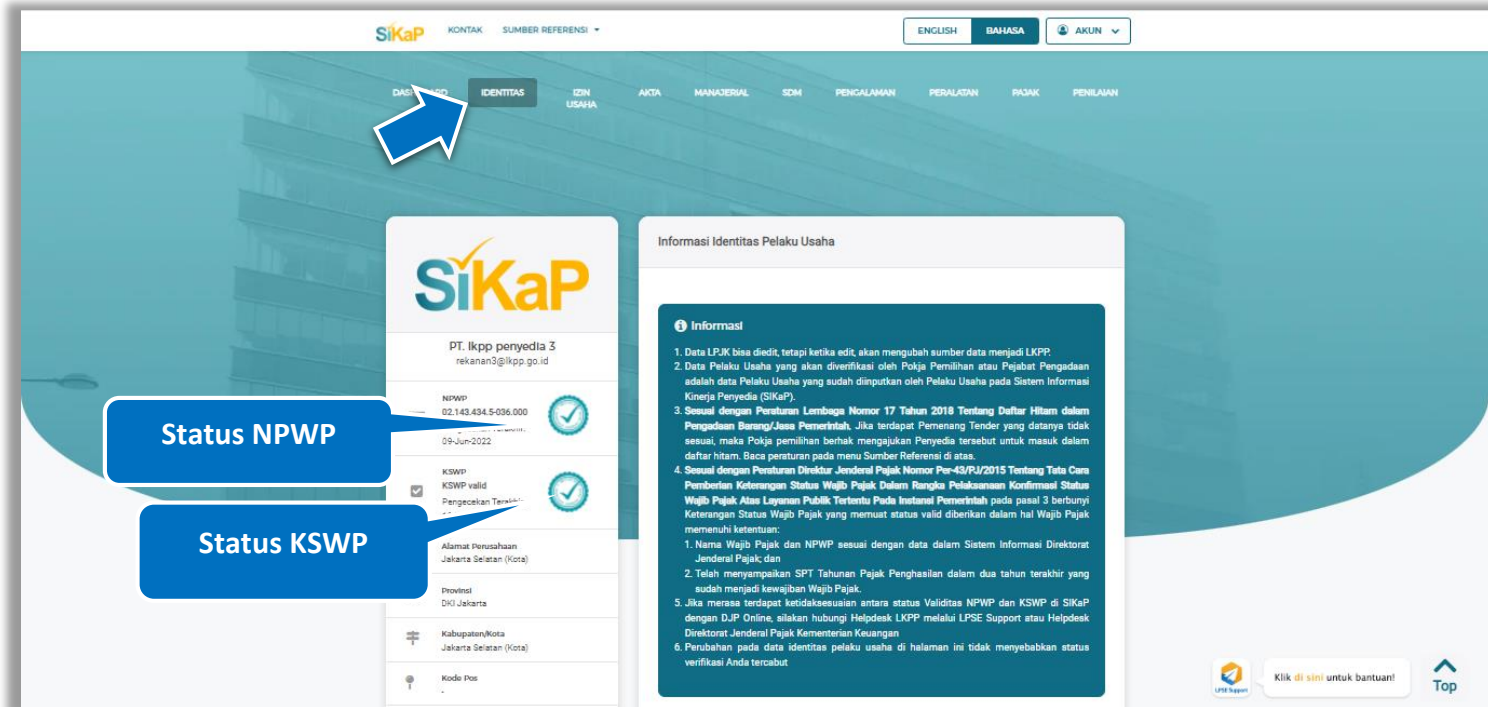 SiKaP KONTAK SUMBER REFERENSI ENGLISH BAHASA AKUN
IDENTITAS IZIN AKTA MANAJERIAL SDM PENGALAMAN PERALATAN PAJAK PENILAIAN
USAHA
SiKaP
PT. lkpp penyedia 3
rekanan3@lkpp.go.id
NPWP
02.143.434.5-036.000
09-Jun-2022
Status NPWP
KSWP
KSWP valid
Pengecekan
Status KSWP
Alamat Perusahaan
Jakarta Selatan (Kota)
Provinsi
DKI Jakarta
Kabupaten/Kota
Jakarta Selatan (Kota)
Kode Pos
-
Informasi Identitas Pelaku Usaha
Informasi
1. Data LPJK bisa diedit, tetapi ketika edit, akan mengubah sumber data menjadi LKPP.
2. Data Pelaku Usaha yang akan diverifikasi oleh Pokja Pemilihan atau Pejabat Pengadaan
adalah data Pelaku Usaha yang sudah diinputkan oleh Pelaku Usaha pada Sistem Informasi
Kinerja Penyedia (SIKaP).
3. Sesuai dengan Peraturan Lembaga Nomor 17 Tahun 2018 Tentang Daftar Hitam dalam
Pengadaan Barang/Jasa Pemerintah. Jika terdapat Pemenang Tender yang datanya tidak
sesuai, maka Pokja pemilihan berhak mengajukan Penyedia tersebut untuk masuk dalam
daftar hitam. Baca peraturan pada menu Sumber Referensi di atas.
4. Sesuai dengan Peraturan Direktur Jenderal Pajak Nomor Per-43/PJ/2015 Tentang Tata Cara
Pemberian Keterangan Status Wajib Pajak Dalam Rangka Pelaksanaan Konfirmasi Status
Wajib Pajak Atas Layanan Publik Tertentu Pada Instansi Pemerintah pada pasal 3 berbunyi
Keterangan Status Wajib Pajak yang memuat status valid diberikan dalam hal Wajib Pajak
memenuhi ketentuan:
1. Nama Wajib Pajak dan NPWP sesuai dengan data dalam Sistem Informasi Direktorat
Jenderal Pajak; dan
2. Telah menyampaikan SPT Tahunan Pajak Penghasilan dalam dua tahun terakhir yang
sudah menjadi kewajiban Wajib Pajak.
5. Jika merasa terdapat ketidaksesuaian antara status Validitas NPWP dan KSWP di SIKaP
dengan DJP Online, silakan hubungi Helpdesk LKPP melalui LPSE Support atau Helpdesk
Direktorat Jenderal Pajak Kementerian Keuangan
6. Perubahan pada data identitas pelaku usaha di halaman ini tidak menyebabkan status
verifikasi Anda tercabut
LPSE Support
Klik di sini untuk bantuan!
Top